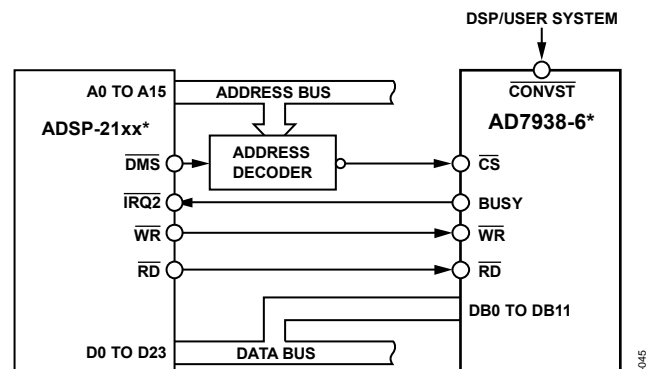 DSP/USER SYSTEM
A0 TO A15
ADDRESS BUS
CONVST
ADSP-21xx*
AD7938-6*
DMS
ADDRESS
DECODER
CS
IRQ2
BUSY
WR
WR
RD
RD
DB0 TO DB11
D0 TO D23
DATA BUS
-045